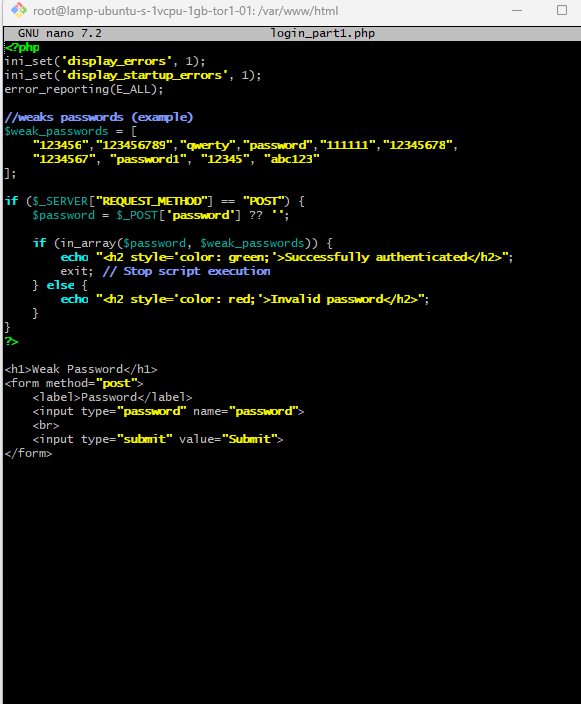 root@lamp-ubuntu-s-1vcpu-1gb-tor1-01: /var/www/html
GNU nano 7.2 login_part1.php
<?php
ini_set('display_errors', 1);
ini_set('display_startup_errors', 1);
error_reporting(E_ALL);

//weaks passwords (example)
$weak_passwords = [
    "123456","123456789","qwerty","password","111111","12345678",
    "1234567", "password1", "12345", "abc123"
];

if ($_SERVER["REQUEST_METHOD"] == "POST") {
    $password = $_POST['password'] ?? '';

    if (in_array($password, $weak_passwords)) {
        echo "<h2 style='color: green;'>Successfully authenticated</h2>";
        exit; // Stop script execution
    } else {
        echo "<h2 style='color: red;'>Invalid password</h2>";
    }
}
?>

<h1>Weak Password</h1>
<form method="post">
    <label>Password</label>
    <input type="password" name="password">
    <br>
    <input type="submit" value="Submit">
</form>